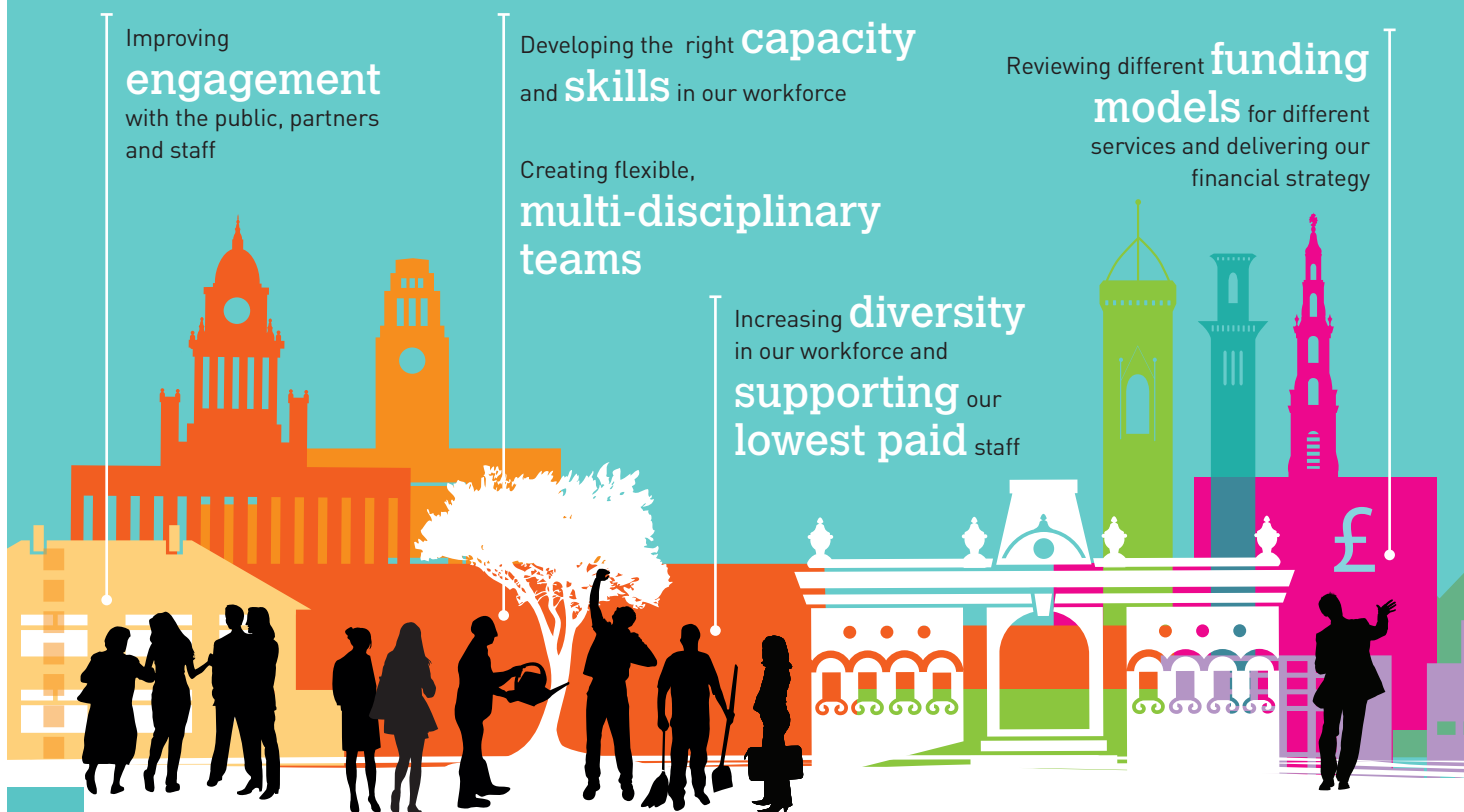 Improving
engagement
with the public, partners
and staff
Developing the right capacity
and skills in our workforce
Creating flexible,
multi-disciplinary
teams
Increasing diversity
in our workforce and
supporting our
lowest paid staff
Reviewing different funding
models for different
services and delivering our
financial strategy
£